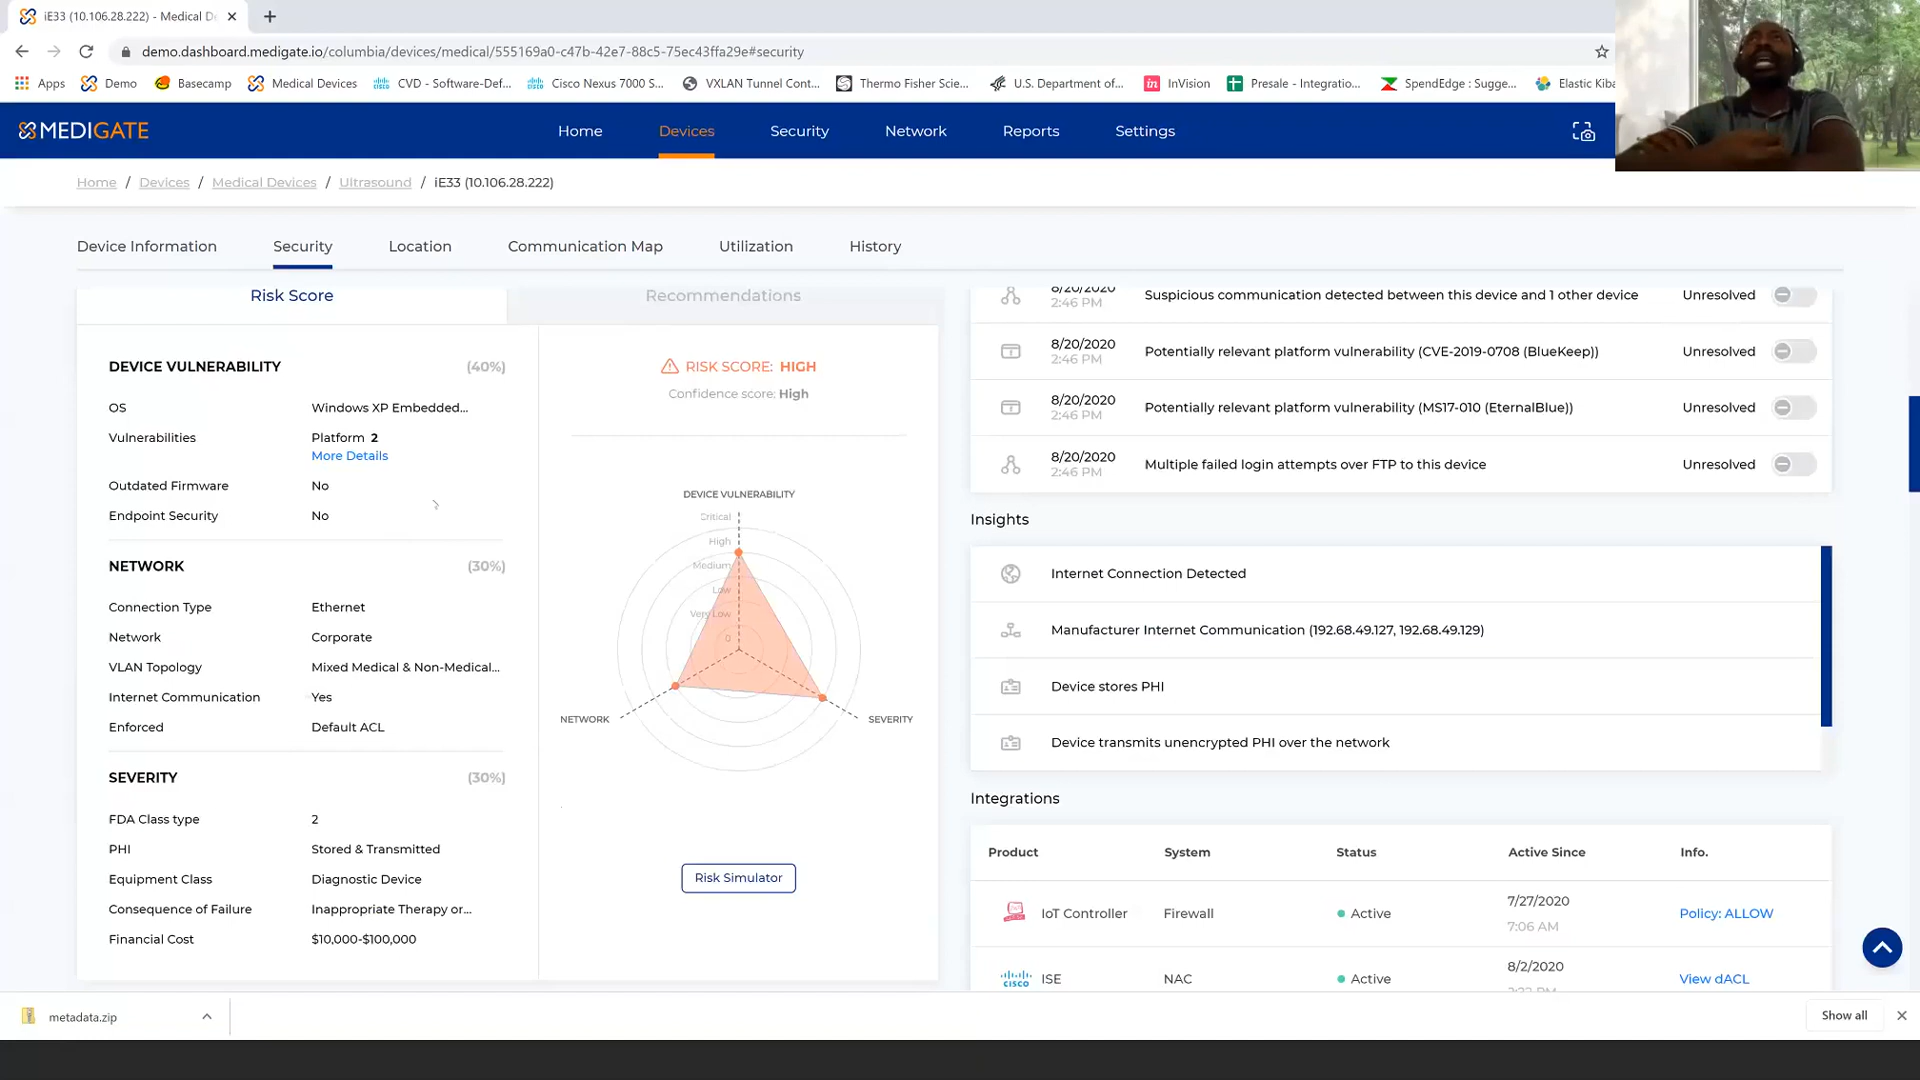 iE33 (10.106.28.222) - Medical De
demo.dashboard.medigate.io/columbia/devices/medical/555169a0-c47b-42e7-88c5-75ec43ffa29e#security
Apps Demo Basecamp Medical Devices CVD - Software-Def... Cisco Nexus 7000 S... VXLAN Tunnel Cont... Thermo Fisher Scie... U.S. Department of... InVision Presale - Integratio... SpendEdge : Sugge... Elastic Kiba
MEDIGATE Home Devices Security Network Reports Settings
Home / Devices / Medical Devices / Ultrasound / iE33 (10.106.28.222)
Device Information Security Location Communication Map Utilization History
Risk Score Recommendations
DEVICE VULNERABILITY (40%)
OS Windows XP Embedded...
Vulnerabilities Platform 2
More Details
Outdated Firmware No
Endpoint Security No
NETWORK (30%)
Connection Type Ethernet
Network Corporate
VLAN Topology Mixed Medical & Non-Medical...
Internet Communication Yes
Enforced Default ACL
SEVERITY (30%)
FDA Class type 2
PHI Stored & Transmitted
Equipment Class Diagnostic Device
Consequence of Failure Inappropriate Therapy or...
Financial Cost $10,000-$100,000
RISK SCORE: HIGH
Confidence score: High
DEVICE VULNERABILITY
Critical
High
Medium
Low
Very Low
0
NETWORK SEVERITY
Risk Simulator
8/20/2020 Suspicious communication detected between this device and 1 other device Unresolved
2:46 PM
8/20/2020 Potentially relevant platform vulnerability (CVE-2019-0708 (BlueKeep)) Unresolved
2:46 PM
8/20/2020 Potentially relevant platform vulnerability (MS17-010 (EternalBlue)) Unresolved
2:46 PM
8/20/2020 Multiple failed login attempts over FTP to this device Unresolved
2:46 PM
Insights
Internet Connection Detected
Manufacturer Internet Communication (192.68.49.127, 192.68.49.129)
Device stores PHI
Device transmits unencrypted PHI over the network
Integrations
Product System Status Active Since Info.
IoT Controller Firewall Active 7/27/2020 Policy: ALLOW
7:06 AM
cisco ISE NAC Active 8/2/2020 View dACL
metadata.zip Show all